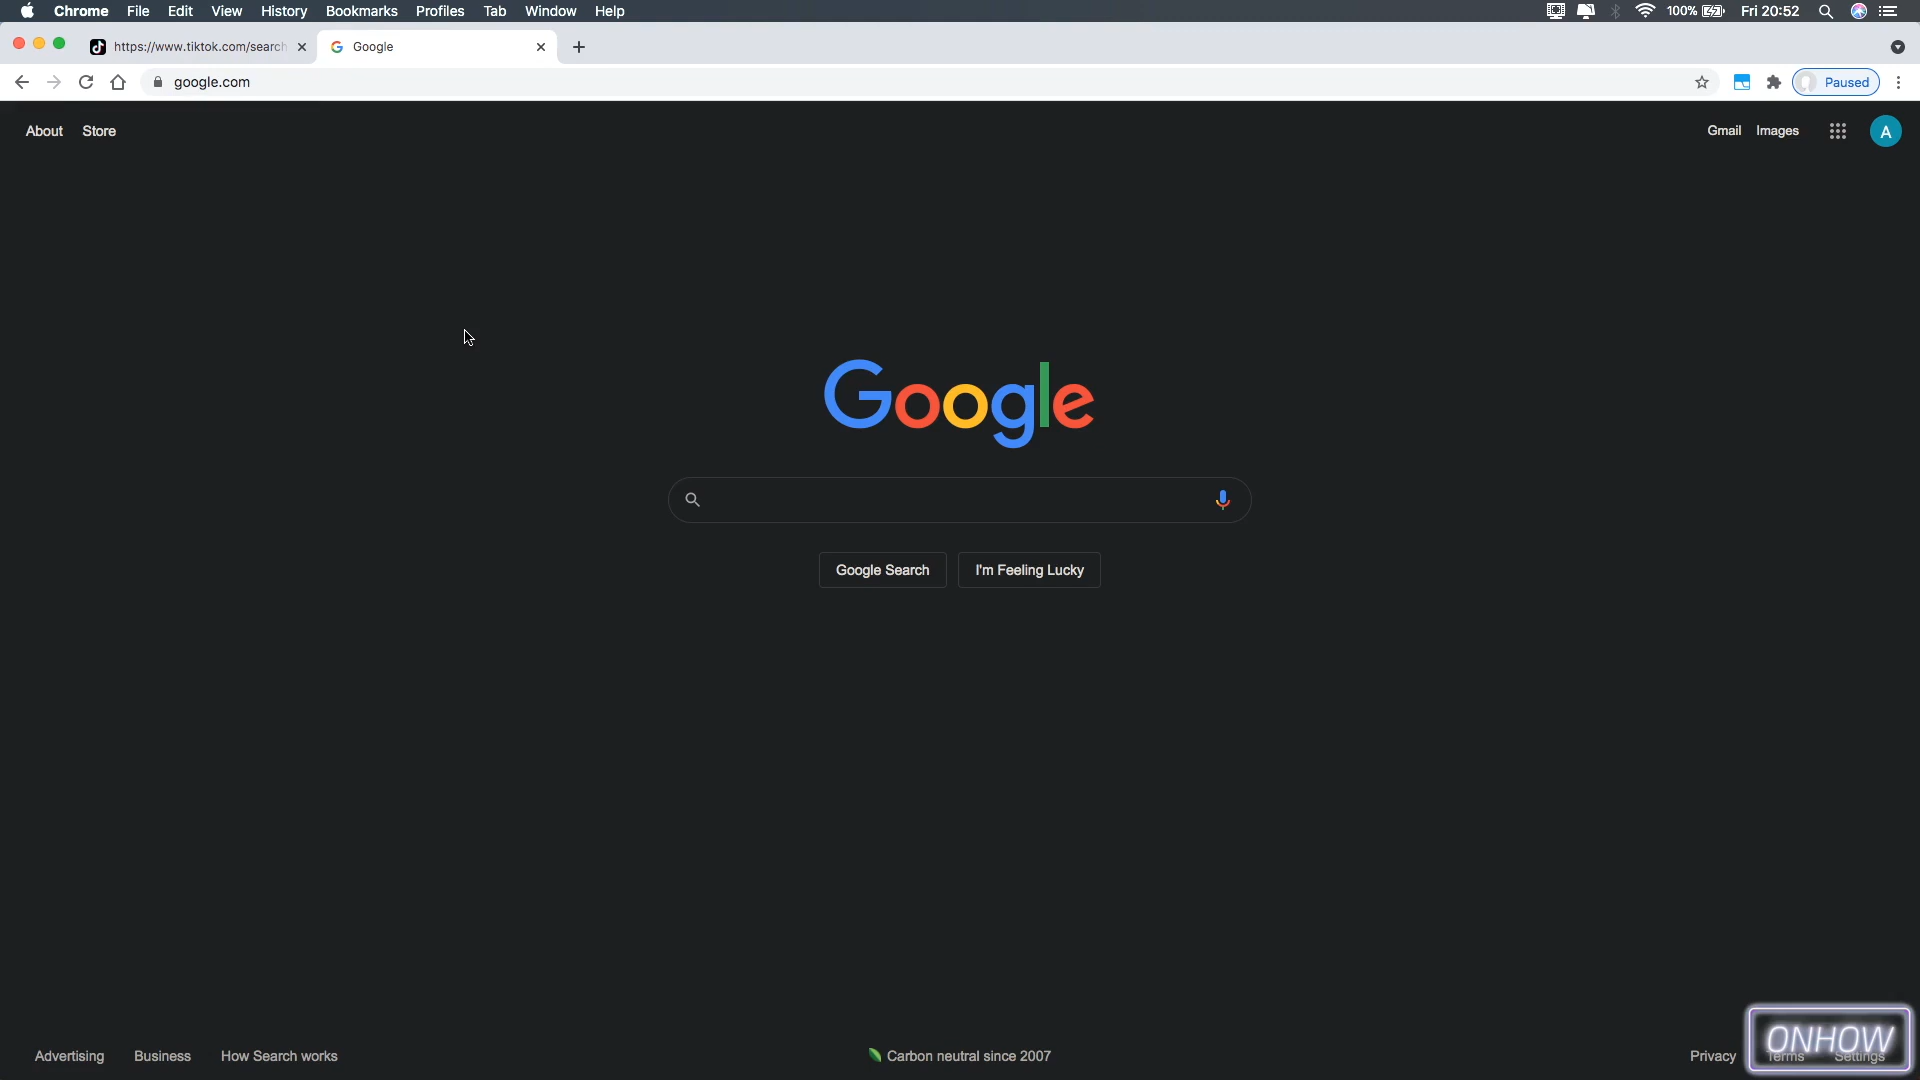 Chrome File Edit View History Bookmarks Profiles Tab Window Help 100% Fri 20:52
https://www.tiktok.com/search Google
google.com Paused
About Store Gmail Images A
Google
Google Search I'm Feeling Lucky
Advertising Business How Search works Carbon neutral since 2007 Privacy Terms Settings
ONHOW